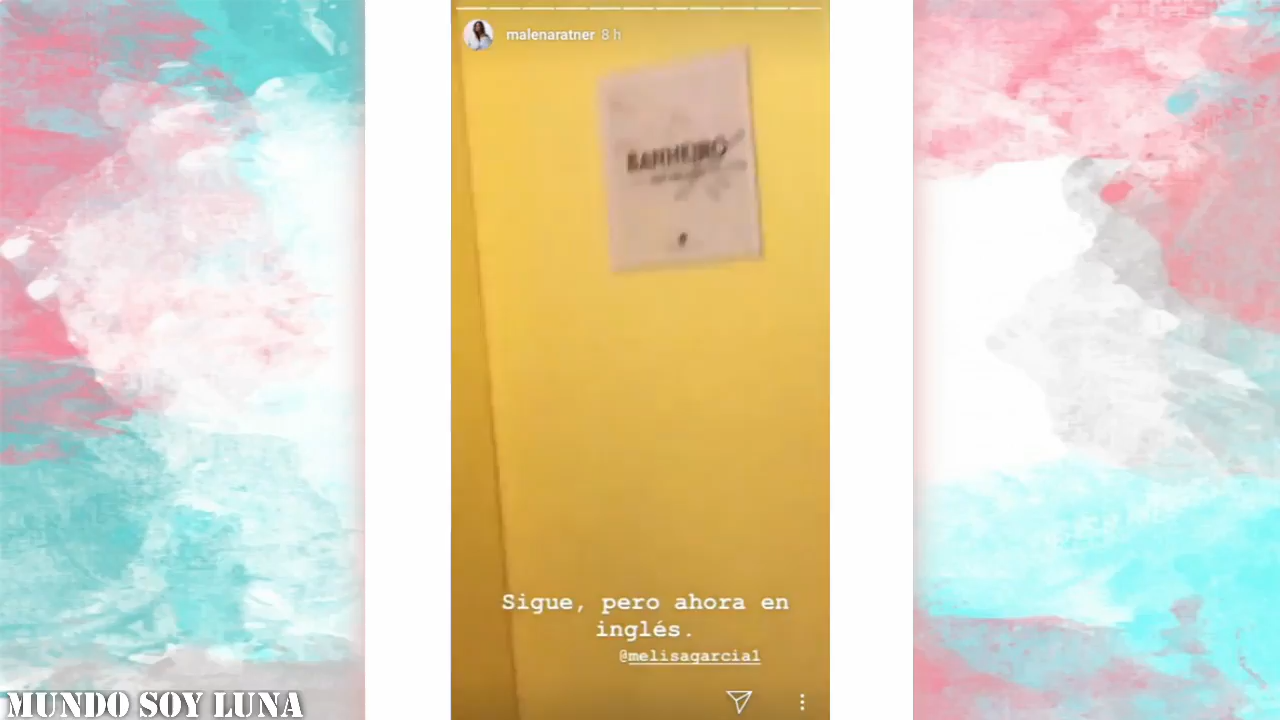 malenaratner 8 h
BANHEIRO
Sigue, pero ahora en
inglés.
@melisagarcia1
MUNDO SOY LUNA